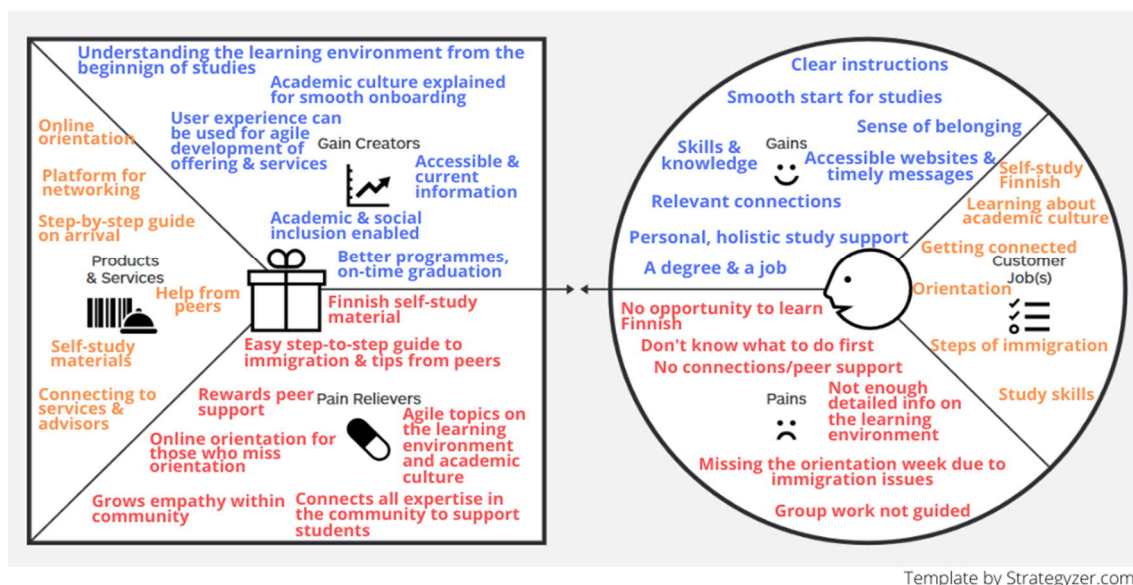 Understanding the learning environment from the
beginnign of studies
Academic culture explained
for smooth onboarding
User experience can
be used for agile
development of
offering & services
Gain Creators
Accessible &
current
information
Academic & social
inclusion enabled
Better programmes,
on-time graduation
Online
orientation
Platform for
networking
Step-by-step guide
on arrival
Products
& Services
Help from
peers
Self-study
materials
Connecting to
services &
advisors
Finnish self-study
material
Easy step-to-step guide to
immigration & tips from peers
Rewards peer
support
Pain Relievers
Agile topics on
the learning
environment
and academic
culture
Online orientation for
those who miss
orientation
Grows empathy within
community
Connects all expertise in
the community to support
students
Clear instructions
Smooth start for studies
Sense of belonging
Skills &
knowledge
Gains
Accessible websites &
timely messages
Relevant connections
Personal, holistic study support
A degree & a job
Self-study
Finnish
Learning about
academic culture
Getting connected
Customer
Job(s)
Orientation
Steps of immigration
Study skills
No opportunity to learn
Finnish
Don't know what to do first
No connections/peer support
Pains
Not enough
detailed info on
the learning
environment
Missing the orientation week due to
immigration issues
Group work not guided
Template by Strategyzer.com